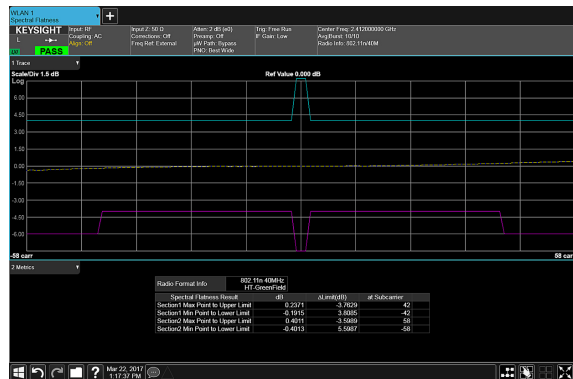 WLAN 1
Spectral Flatness
KEYSIGHT
L
PASS
Input: RF
Coupling: AC
Align: Off
Input Z: 50 Ω
Corrections: Off
Freq Ref: External
Atten: 2 dB (e0)
Preamp: Off
µW Path: Bypass
PNO: Best Wide
Trig: Free Run
IF Gain: Low
Center Freq: 2.412000000 GHz
Avg|Burst: 10/10
Radio Info: 802.11n/40M
1 Trace
Scale/Div 1.5 dB
Ref Value 0.000 dB
Log
6.00
4.50
3.00
1.50
0.00
-1.50
-3.00
-4.50
-6.00
-58 carr
58 carr
2 Metrics
Radio Format Info 802.11n 40MHz
HT-GreenField
Spectral Flatness Result dB ΔLimit(dB) at Subcarrier
Section1 Max Point to Upper Limit 0.2371 -3.7629 42
Section1 Min Point to Lower Limit -0.1915 3.8085 -42
Section2 Max Point to Upper Limit 0.4011 -3.5989 58
Section2 Min Point to Lower Limit -0.4013 5.5987 -58
?
Mar 22, 2017
1:17:37 PM